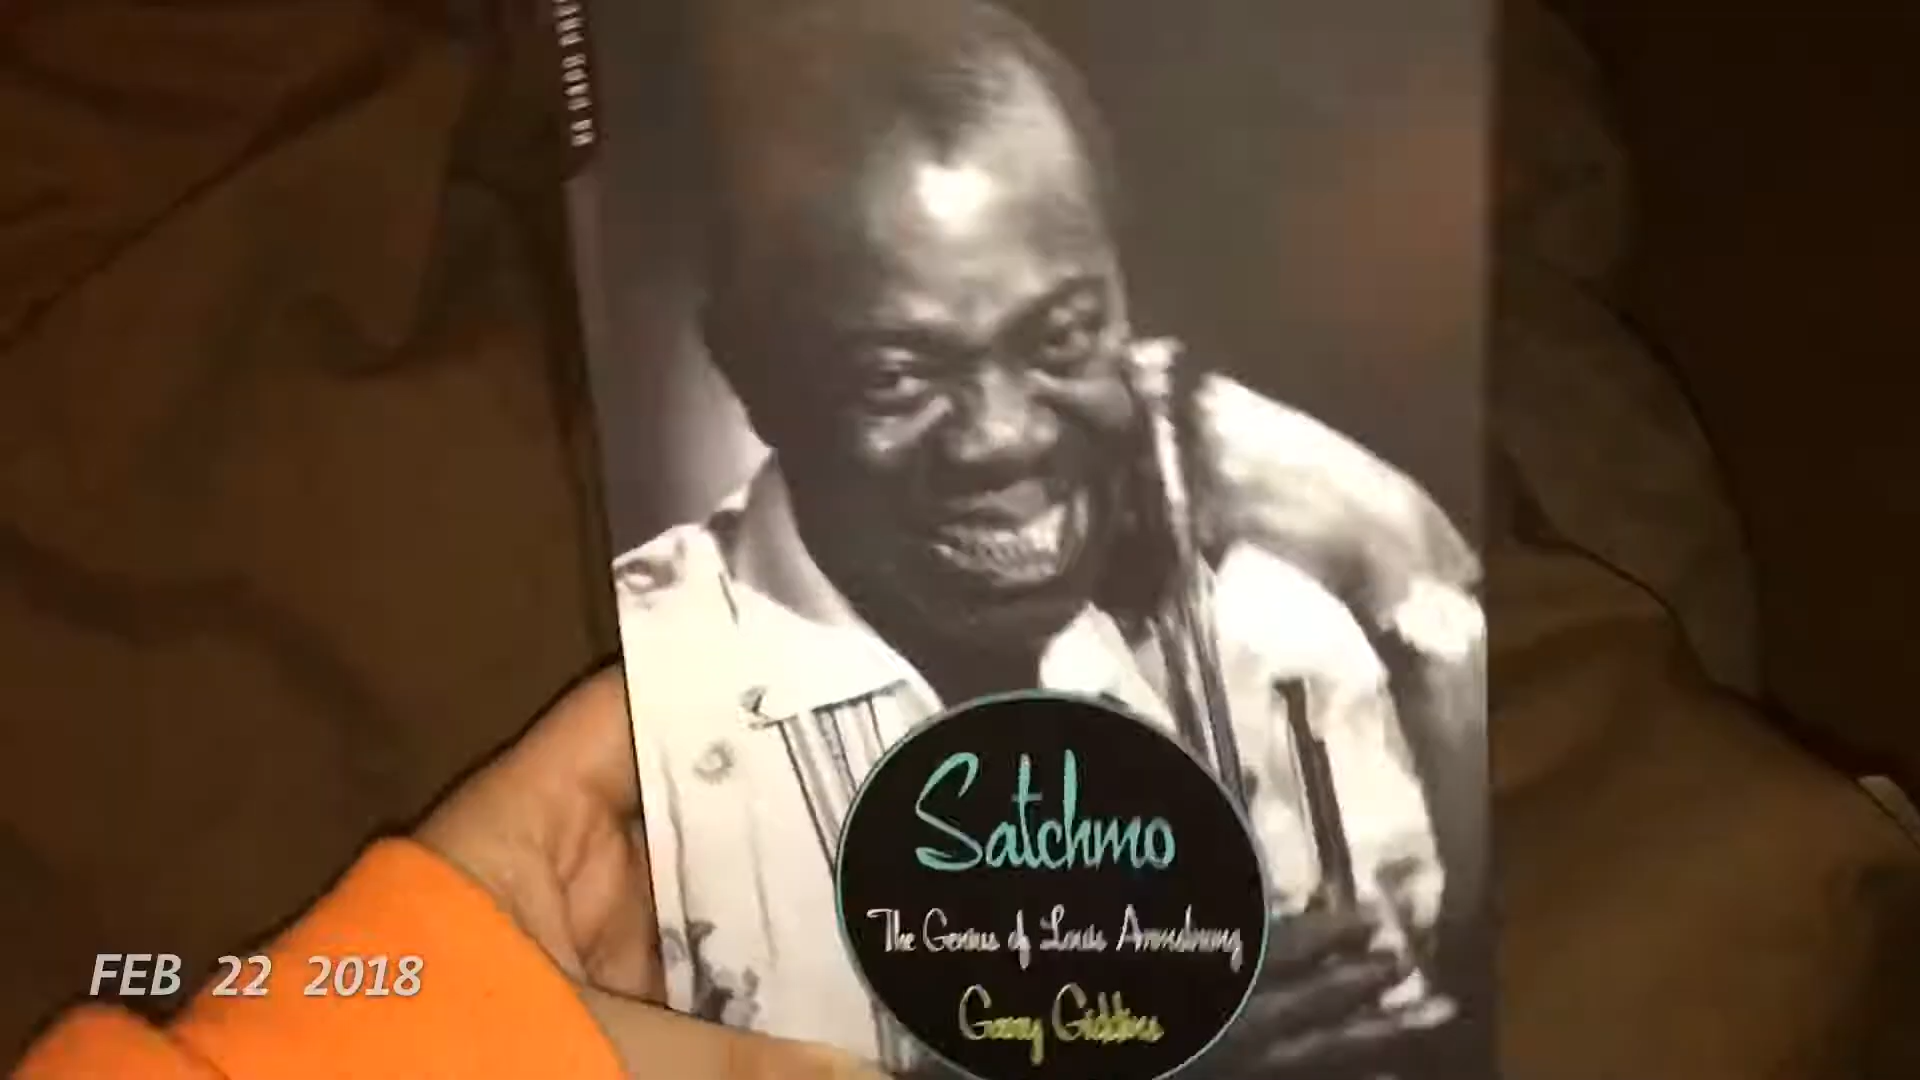 Satchmo
The Genius of Louis Armstrong
Gary Giddins
FEB 22 2018